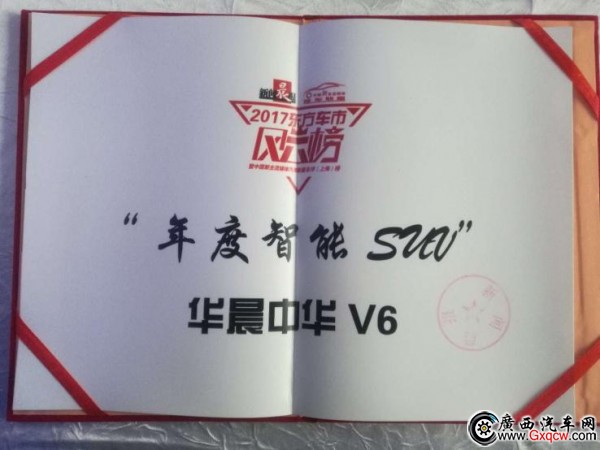 2017东方车市
风云榜
“年度智能SUV”
华晨中华 V6
廣西汽车网
www.Gxqcw.com